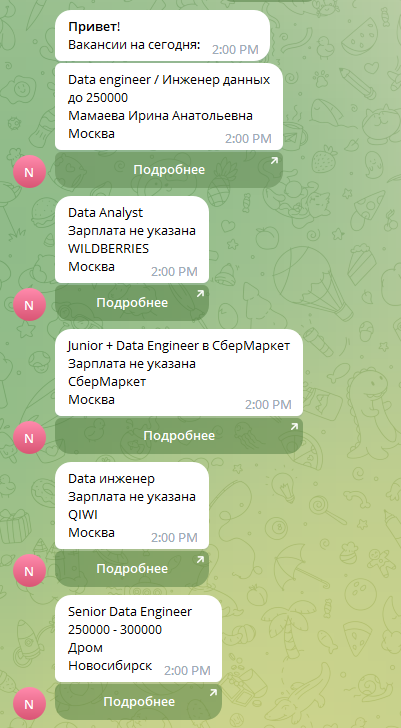 Привет!
Вакансии на сегодня:
2:00 PM
Data engineer / Инженер данных
до 250000
Мамаева Ирина Анатольевна
Москва
2:00 PM
N
Подробнее
Data Analyst
Зарплата не указана
WILDBERRIES
Москва
2:00 PM
N
Подробнее
Junior + Data Engineer в СберМаркет
Зарплата не указана
СберМаркет
Москва
2:00 PM
N
Подробнее
Data инженер
Зарплата не указана
QIWI
Москва
2:00 PM
N
Подробнее
Senior Data Engineer
250000 - 300000
Дром
Новосибирск
2:00 PM
N
Подробнее